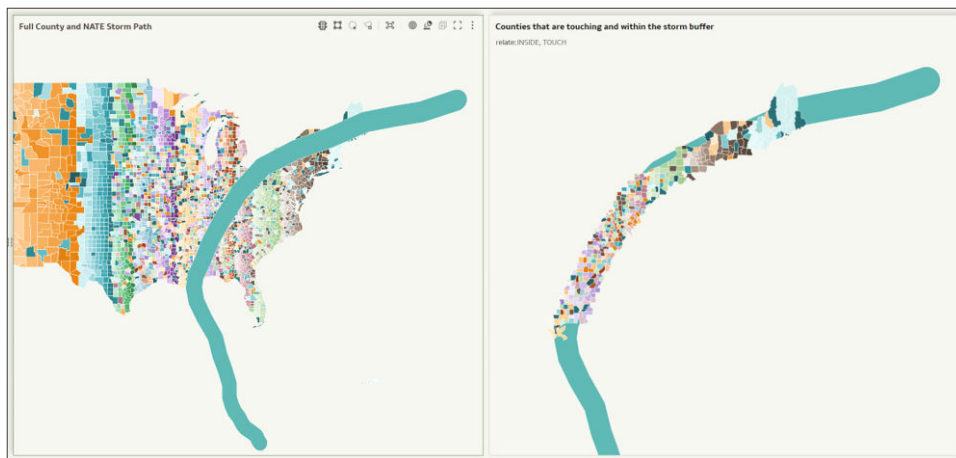 Full County and NATE Storm Path
Counties that are touching and within the storm buffer
relate:INSIDE, TOUCH